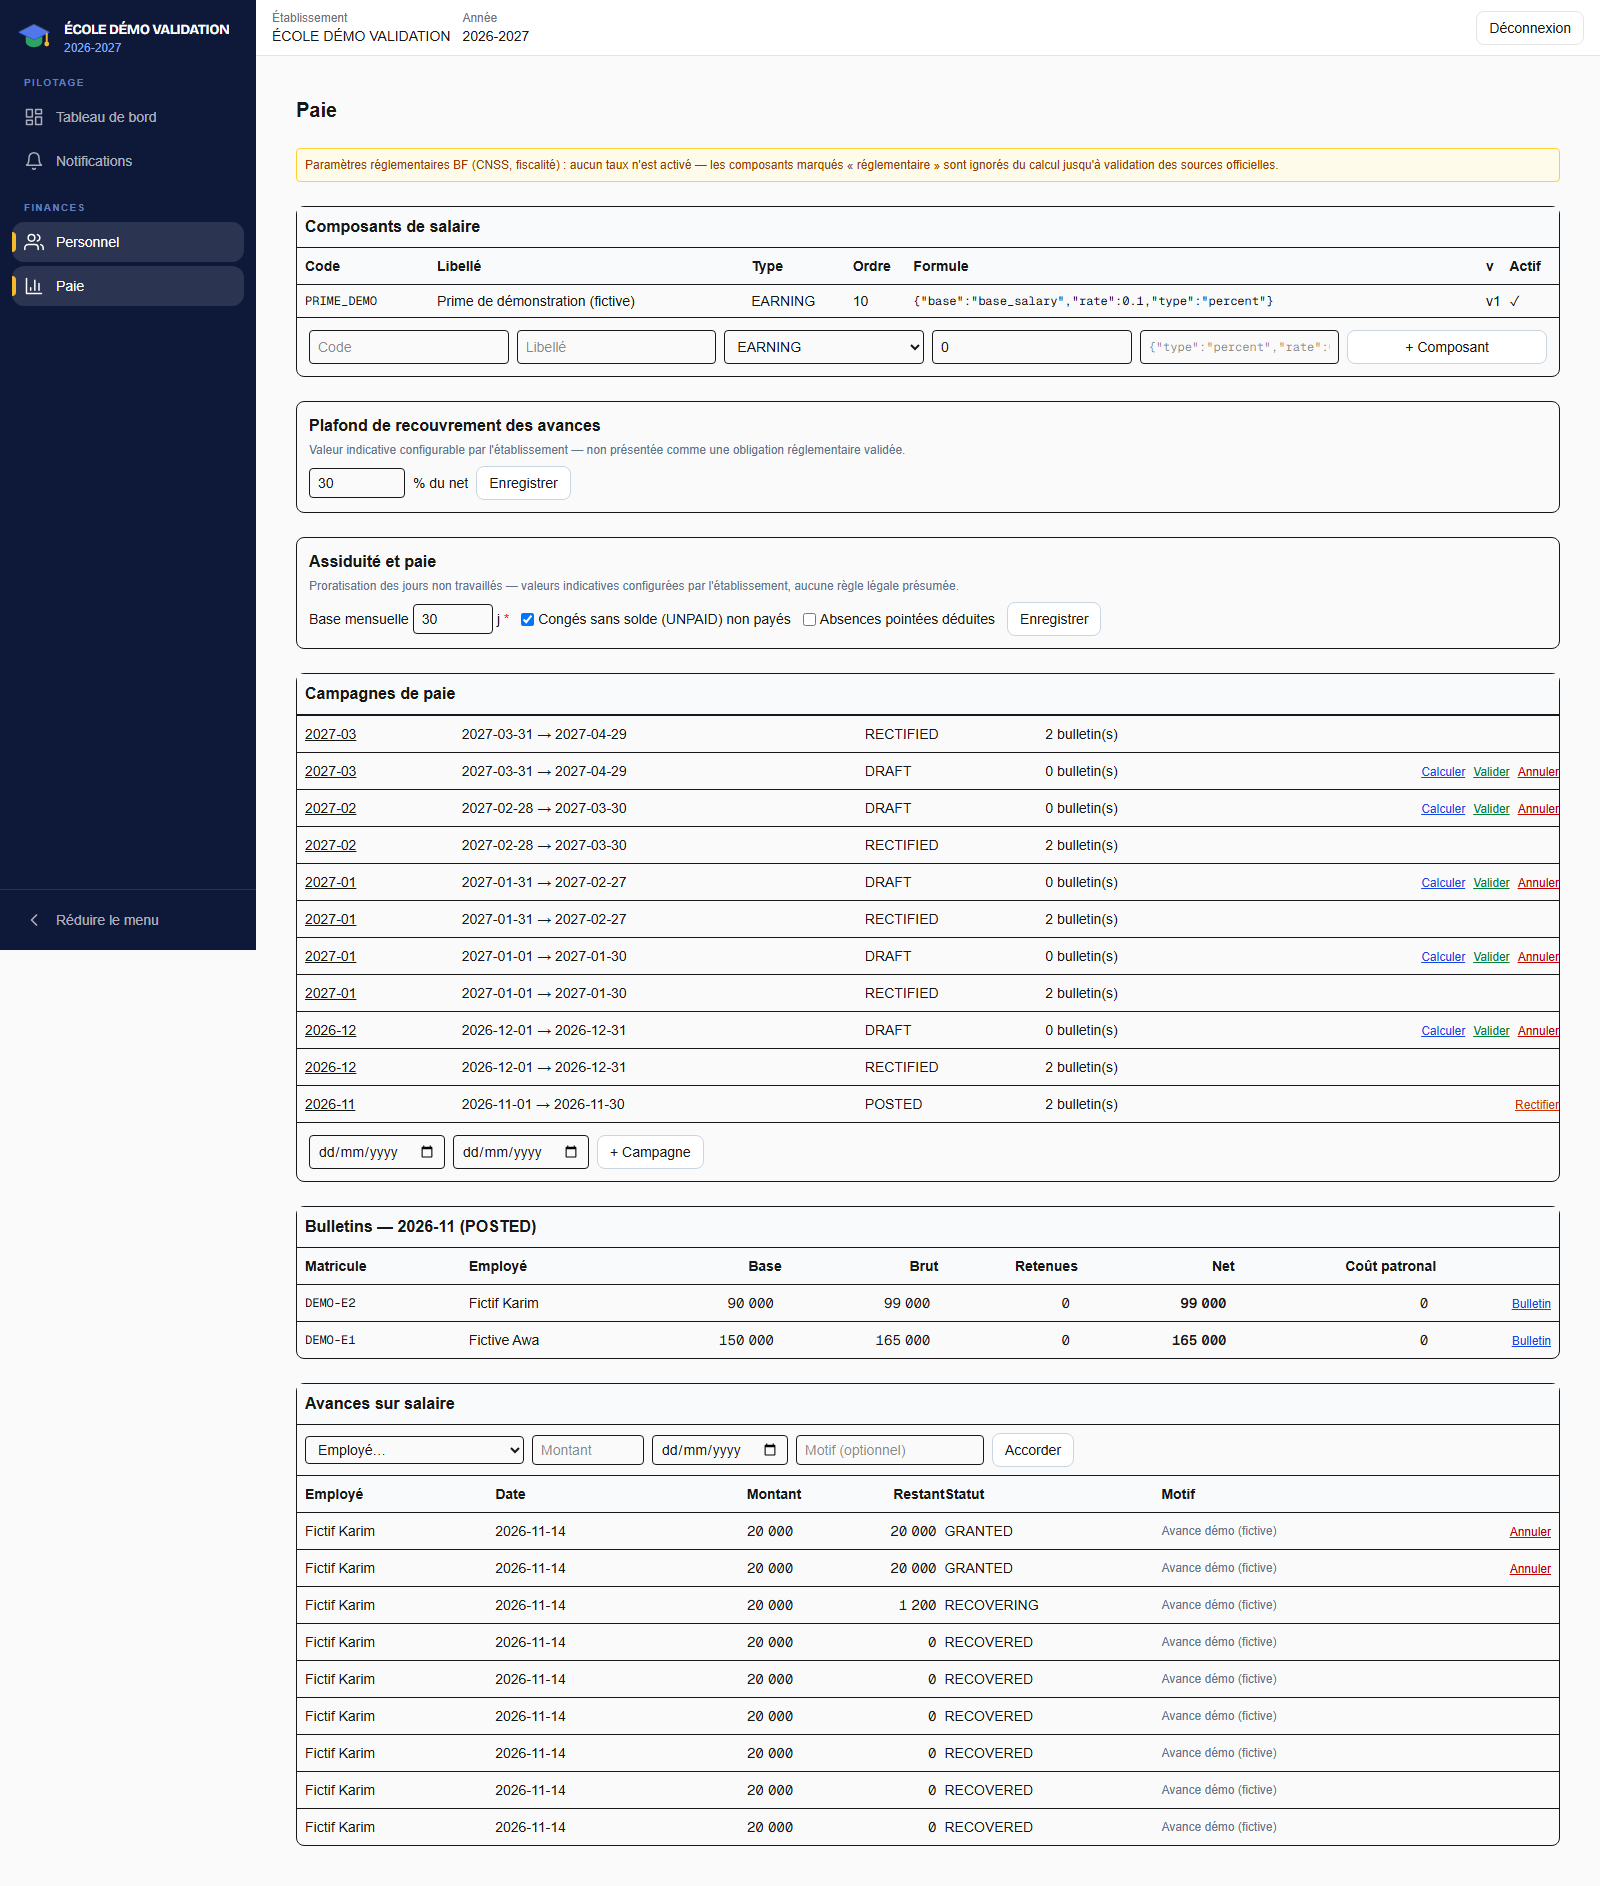 ÉCOLE DÉMO VALIDATION
2026-2027
PILOTAGE
Tableau de bord
Notifications
FINANCES
Personnel
Paie
Réduire le menu
Établissement
ÉCOLE DÉMO VALIDATION
Année
2026-2027
Déconnexion
Paie
Paramètres réglementaires BF (CNSS, fiscalité) : aucun taux n'est activé — les composants marqués « réglementaire » sont ignorés du calcul jusqu'à validation des sources officielles.
Composants de salaire
Code Libellé Type Ordre Formule v Actif
PRIME_DEMO Prime de démonstration (fictive) EARNING 10 {"base":"base_salary","rate":0.1,"type":"percent"} v1 ✓
Code Libellé EARNING 0 {"type":"percent","rate": + Composant
Plafond de recouvrement des avances
Valeur indicative configurable par l'établissement — non présentée comme une obligation réglementaire validée.
30 % du net Enregistrer
Assiduité et paie
Proratisation des jours non travaillés — valeurs indicatives configurées par l'établissement, aucune règle légale présumée.
Base mensuelle 30 j * Congés sans solde (UNPAID) non payés Absences pointées déduites Enregistrer
Campagnes de paie
2027-03 2027-03-31 → 2027-04-29 RECTIFIED 2 bulletin(s)
2027-03 2027-03-31 → 2027-04-29 DRAFT 0 bulletin(s) Calculer Valider Annuler
2027-02 2027-02-28 → 2027-03-30 DRAFT 0 bulletin(s) Calculer Valider Annuler
2027-02 2027-02-28 → 2027-03-30 RECTIFIED 2 bulletin(s)
2027-01 2027-01-31 → 2027-02-27 DRAFT 0 bulletin(s) Calculer Valider Annuler
2027-01 2027-01-31 → 2027-02-27 RECTIFIED 2 bulletin(s)
2027-01 2027-01-01 → 2027-01-30 DRAFT 0 bulletin(s) Calculer Valider Annuler
2027-01 2027-01-01 → 2027-01-30 RECTIFIED 2 bulletin(s)
2026-12 2026-12-01 → 2026-12-31 DRAFT 0 bulletin(s) Calculer Valider Annuler
2026-12 2026-12-01 → 2026-12-31 RECTIFIED 2 bulletin(s)
2026-11 2026-11-01 → 2026-11-30 POSTED 2 bulletin(s) Rectifier
dd/mm/yyyy dd/mm/yyyy + Campagne
Bulletins — 2026-11 (POSTED)
Matricule Employé Base Brut Retenues Net Coût patronal
DEMO-E2 Fictif Karim 90 000 99 000 0 99 000 0 Bulletin
DEMO-E1 Fictive Awa 150 000 165 000 0 165 000 0 Bulletin
Avances sur salaire
Employé... Montant dd/mm/yyyy Motif (optionnel) Accorder
Employé Date Montant Restant Statut Motif
Fictif Karim 2026-11-14 20 000 20 000 GRANTED Avance démo (fictive) Annuler
Fictif Karim 2026-11-14 20 000 20 000 GRANTED Avance démo (fictive) Annuler
Fictif Karim 2026-11-14 20 000 1 200 RECOVERING Avance démo (fictive)
Fictif Karim 2026-11-14 20 000 0 RECOVERED Avance démo (fictive)
Fictif Karim 2026-11-14 20 000 0 RECOVERED Avance démo (fictive)
Fictif Karim 2026-11-14 20 000 0 RECOVERED Avance démo (fictive)
Fictif Karim 2026-11-14 20 000 0 RECOVERED Avance démo (fictive)
Fictif Karim 2026-11-14 20 000 0 RECOVERED Avance démo (fictive)
Fictif Karim 2026-11-14 20 000 0 RECOVERED Avance démo (fictive)